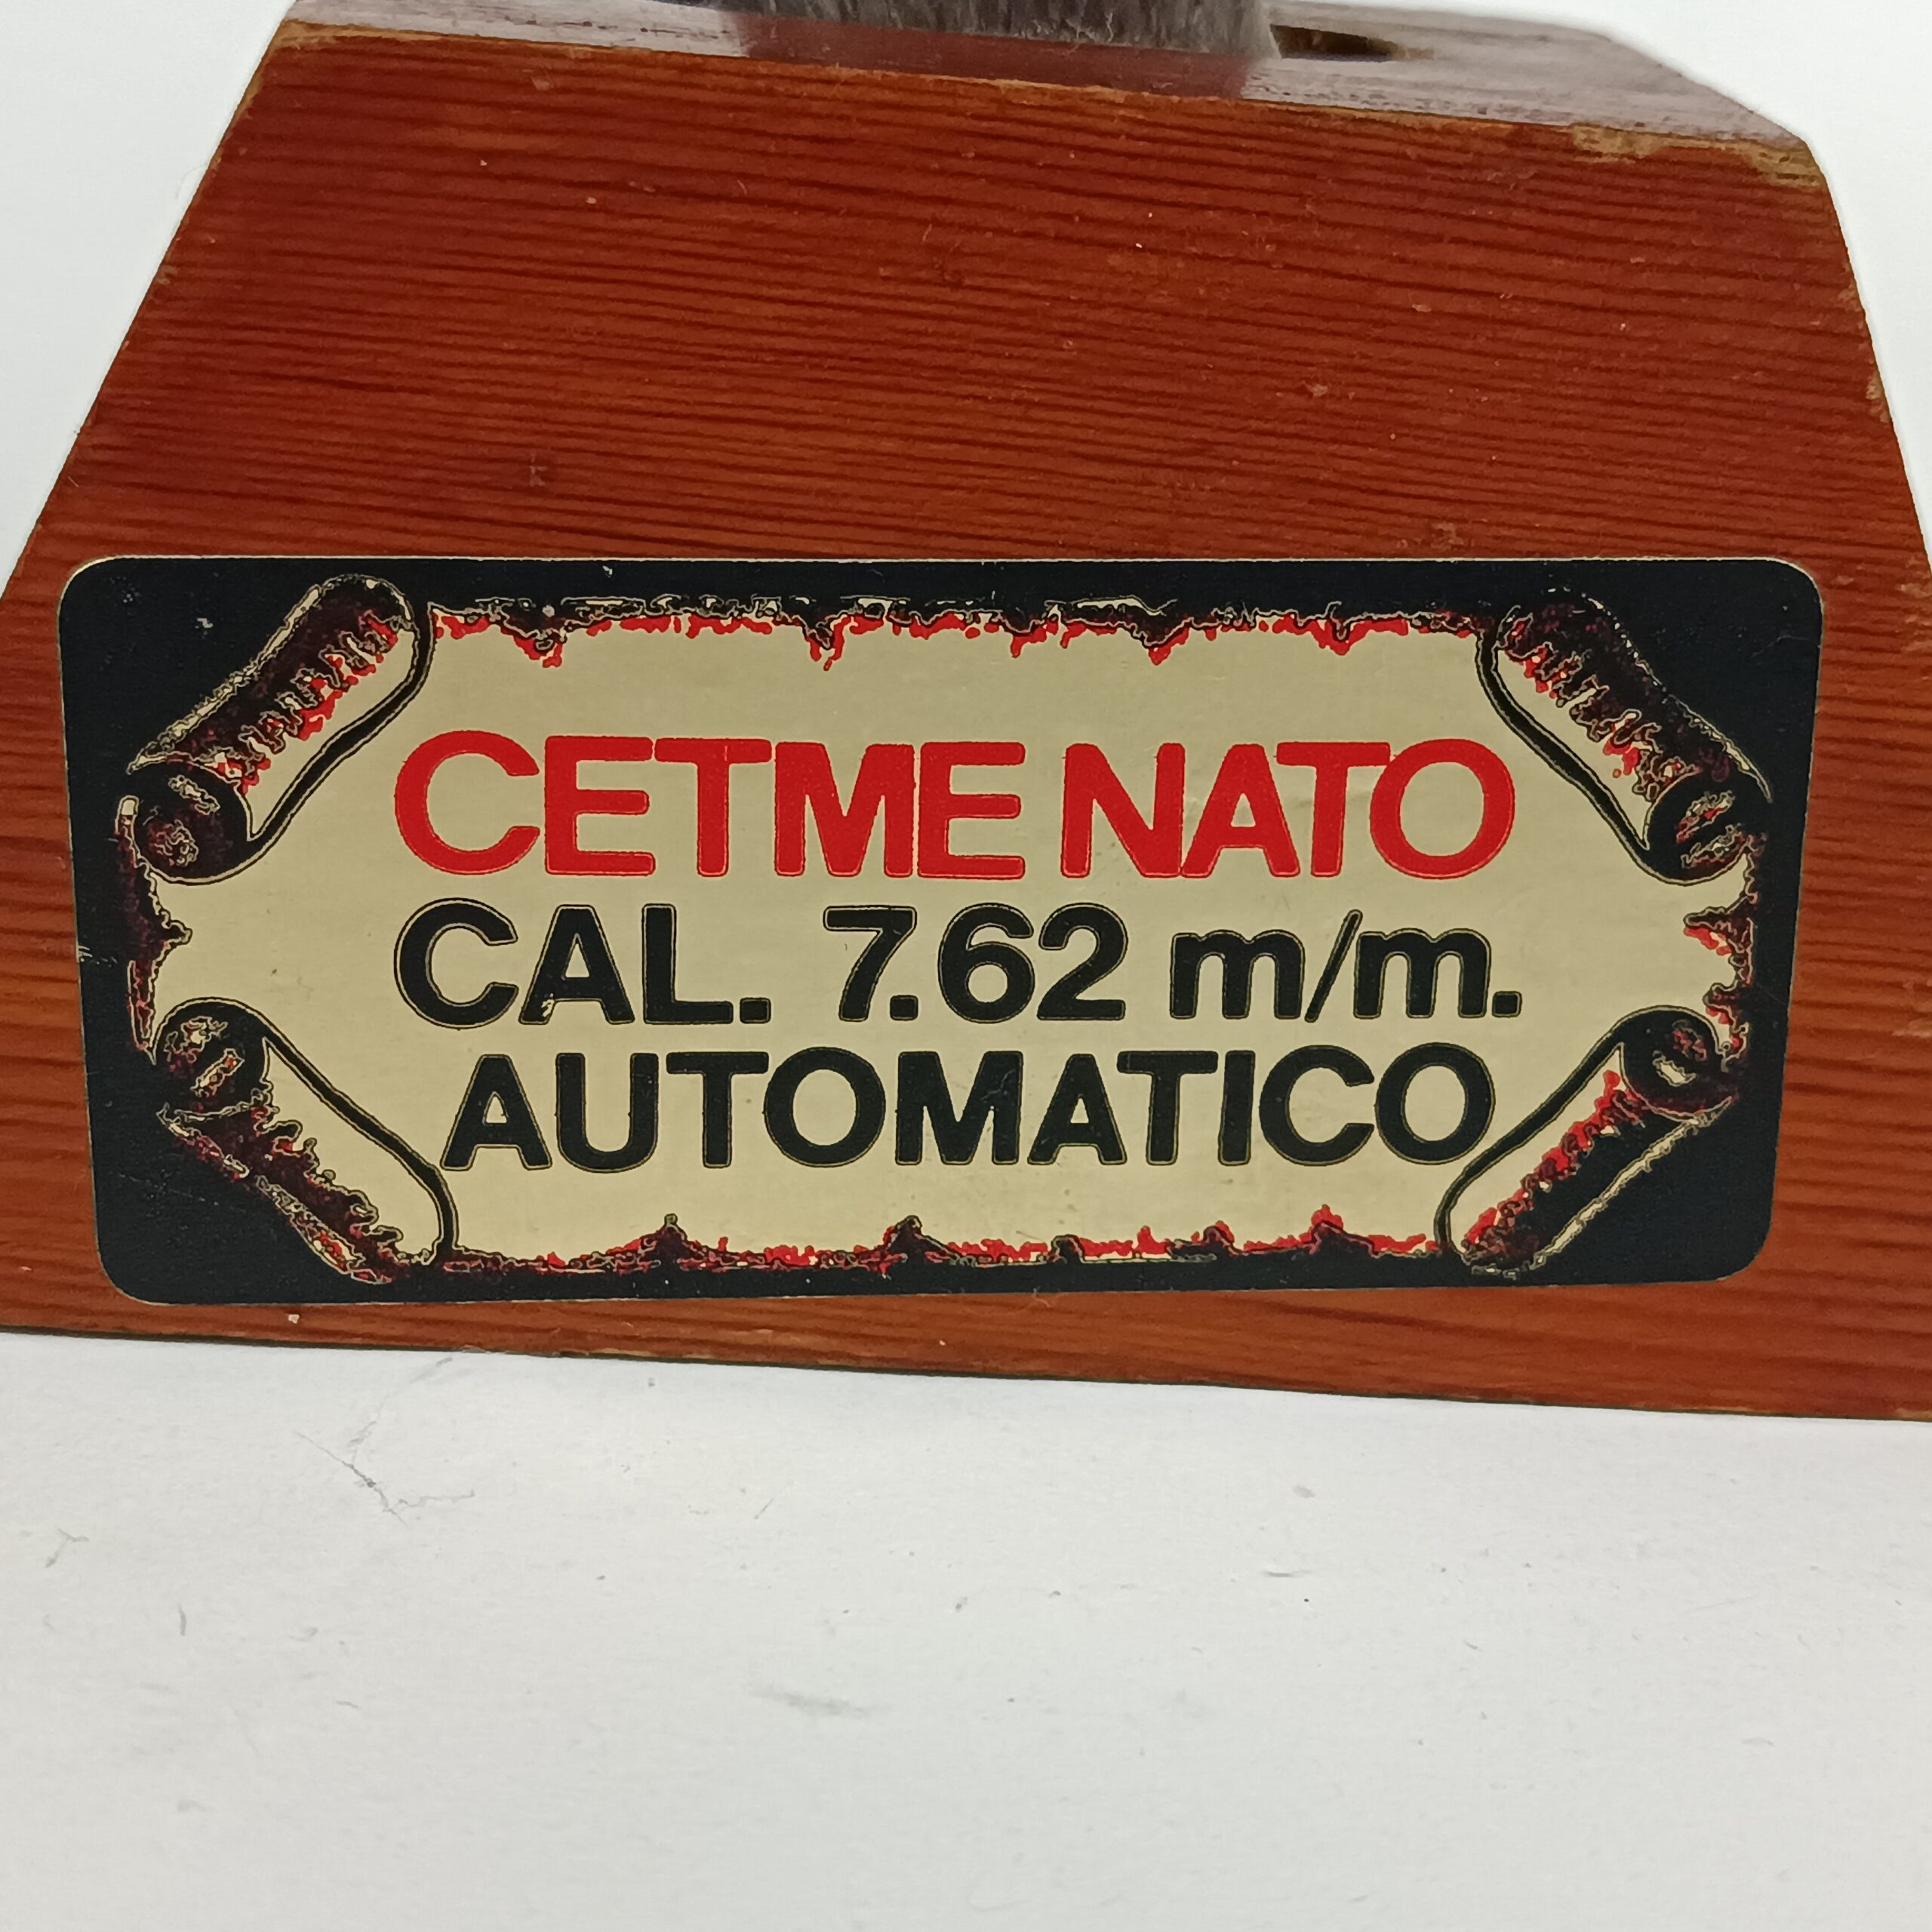 CETME NATO
CAL. 7.62 m/m.
AUTOMATICO